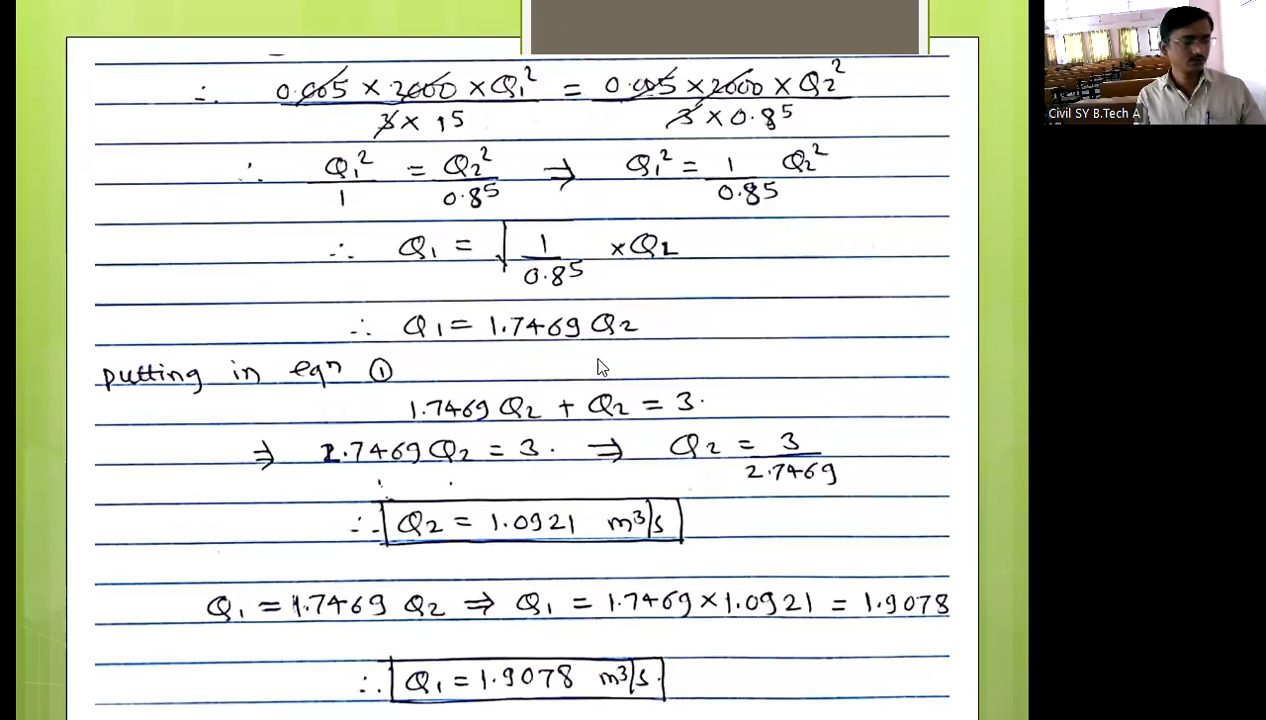 ∴ 0.005 × 2000 × Q₁² / 3 × 1⁵ = 0.005 × 2000 × Q₂² / 3 × 0.8⁵
∴ Q₁² / 1 = Q₂² / 0.8⁵ ⇒ Q₁² = 1 / 0.8⁵ Q₂²
∴ Q₁ = √(1 / 0.8⁵) × Q₂
∴ Q₁ = 1.7469 Q₂
putting in eqn ①
1.7469 Q₂ + Q₂ = 3.
⇒ 2.7469 Q₂ = 3. ⇒ Q₂ = 3 / 2.7469
∴ Q₂ = 1.0921 m³/s
Q₁ = 1.7469 Q₂ ⇒ Q₁ = 1.7469 × 1.0921 = 1.9078
∴ Q₁ = 1.9078 m³/s.
Civil SY B.Tech A